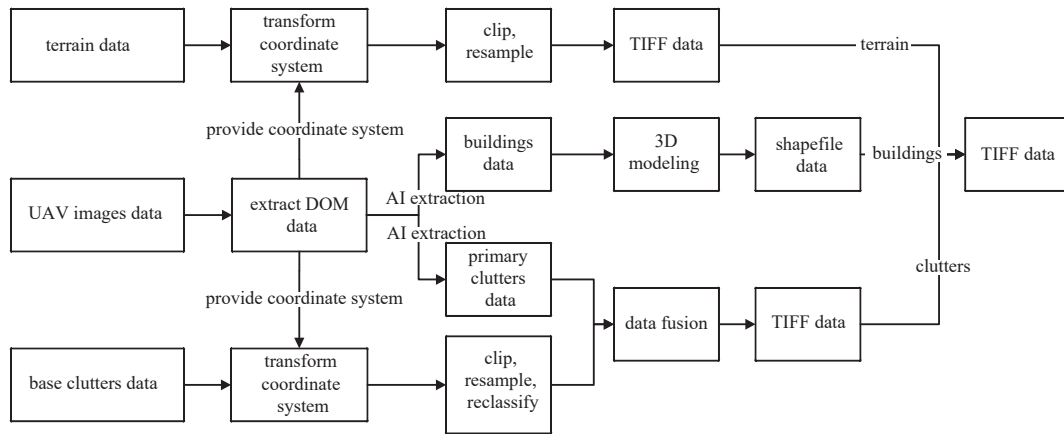 terrain data
transform
coordinate
system
clip,
resample
TIFF data
terrain
provide coordinate system
buildings
data
3D
modeling
shapefile
data
buildings
TIFF data
UAV images data
extract DOM
data
AI extraction
AI extraction
primary
clutters
data
clutters
provide coordinate system
data fusion
TIFF data
base clutters data
transform
coordinate
system
clip,
resample,
reclassify